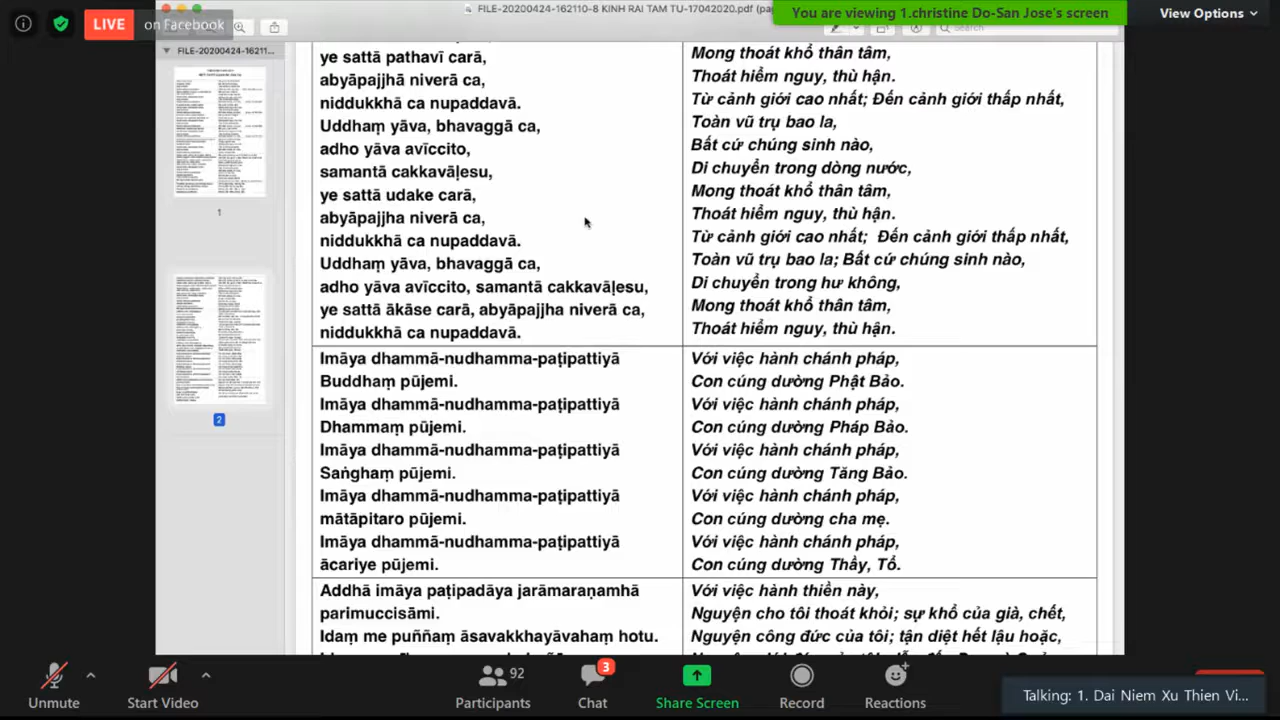 FILE-20200424-162110-8 KINH RAI TAM TU-17042020.pdf (pa
You are viewing 1.christine Do-San Jose's screen
View Options
LIVE on Facebook
Search
FILE-20200424-16211...
1
2
ye sattā pathavī carā,
abyāpajjhā niverā ca,
niddukkhā ca nupaddavā.
Uddhaṃ yāva, bhavaggā ca,
adho yāva avīccito,
samantā cakkavāḷesu,
ye sattā udake carā,
abyāpajjha niverā ca,
niddukkhā ca nupaddavā.
Uddhaṃ yāva, bhavaggā ca,
adho yāva avīccito, samantā cakkavāḷesu,
ye sattā ākāse carā, abyāpajjha niverā ca,
niddukkhā ca nupaddavā.
Imāya dhammā-nudhamma-paṭipattiyā
Buddhaṃ pūjemi.
Imāya dhammā-nudhamma-paṭipattiyā
Dhammaṃ pūjemi.
Imāya dhammā-nudhamma-paṭipattiyā
Saṅghaṃ pūjemi.
Imāya dhammā-nudhamma-paṭipattiyā
mātāpitaro pūjemi.
Imāya dhammā-nudhamma-paṭipattiyā
ācariye pūjemi.
Addhā imāya paṭipadāya jarāmaraṇamhā
parimuccisāmi.
Idaṃ me puññaṃ āsavakkhayāvahaṃ hotu.
Mong thoát khổ thân tâm,
Thoát hiểm nguy, thù hận.
Từ cảnh giới cao nhất; Đến cảnh giới thấp nhất,
Toàn vũ trụ bao la,
Bất cứ chúng sinh nào,
Di chuyển trong nước,
Mong thoát khổ thân tâm,
Thoát hiểm nguy, thù hận.
Từ cảnh giới cao nhất; Đến cảnh giới thấp nhất,
Toàn vũ trụ bao la; Bất cứ chúng sinh nào,
Di chuyển trên hư không,
Mong thoát khổ thân tâm,
Thoát hiểm nguy, thù hận.
Với việc hành chánh pháp,
Con cúng dường Phật Bảo.
Với việc hành chánh pháp,
Con cúng dường Pháp Bảo.
Với việc hành chánh pháp,
Con cúng dường Tăng Bảo.
Với việc hành chánh pháp,
Con cúng dường cha mẹ.
Với việc hành chánh pháp,
Con cúng dường Thầy, Tổ.
Với việc hành thiền này,
Nguyện cho tôi thoát khỏi; sự khổ của già, chết,
Nguyện công đức của tôi; tận diệt hết lậu hoặc,
Unmute
Start Video
92
Participants
3
Chat
Share Screen
Record
Reactions
Talking: 1. Dai Niem Xu Thien Vi...